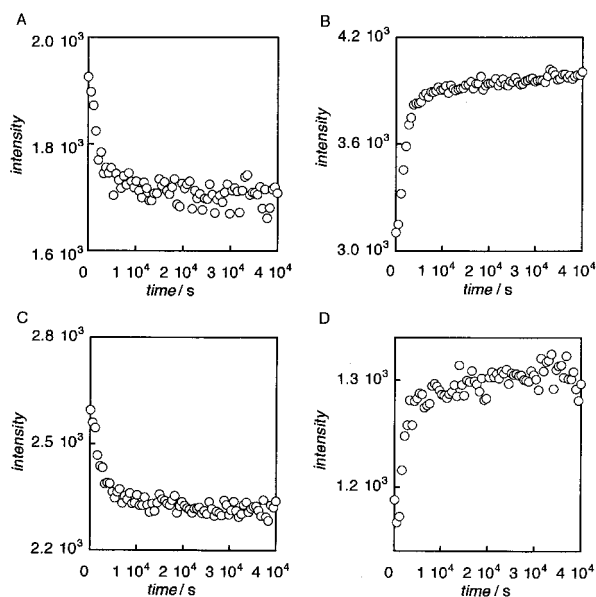 A
2.0 10³
1.8 10³
1.6 10³
intensity
0 1 10⁴ 2 10⁴ 3 10⁴ 4 10⁴
time / s
B
4.2 10³
3.6 10³
3.0 10³
intensity
0 1 10⁴ 2 10⁴ 3 10⁴ 4 10⁴
time / s
C
2.8 10³
2.5 10³
2.2 10³
intensity
0 1 10⁴ 2 10⁴ 3 10⁴ 4 10⁴
time / s
D
1.3 10³
1.2 10³
intensity
0 1 10⁴ 2 10⁴ 3 10⁴ 4 10⁴
time / s